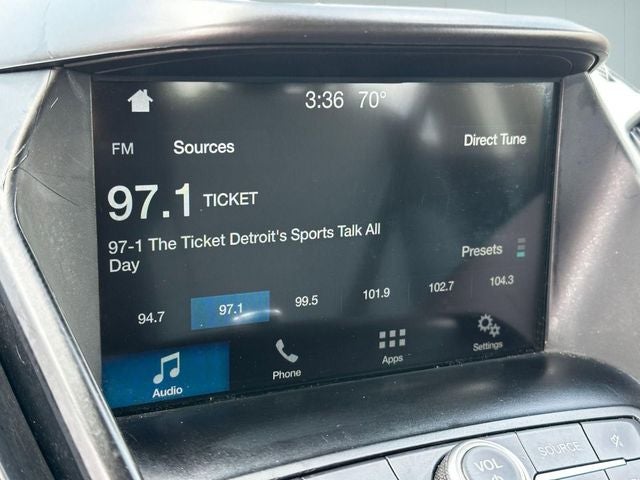 3:36 70°
FM Sources Direct Tune
97.1 TICKET
97-1 The Ticket Detroit's Sports Talk All
Day
Presets
94.7 97.1 99.5 101.9 102.7 104.3
Audio Phone Apps Settings
VOL SOURCE